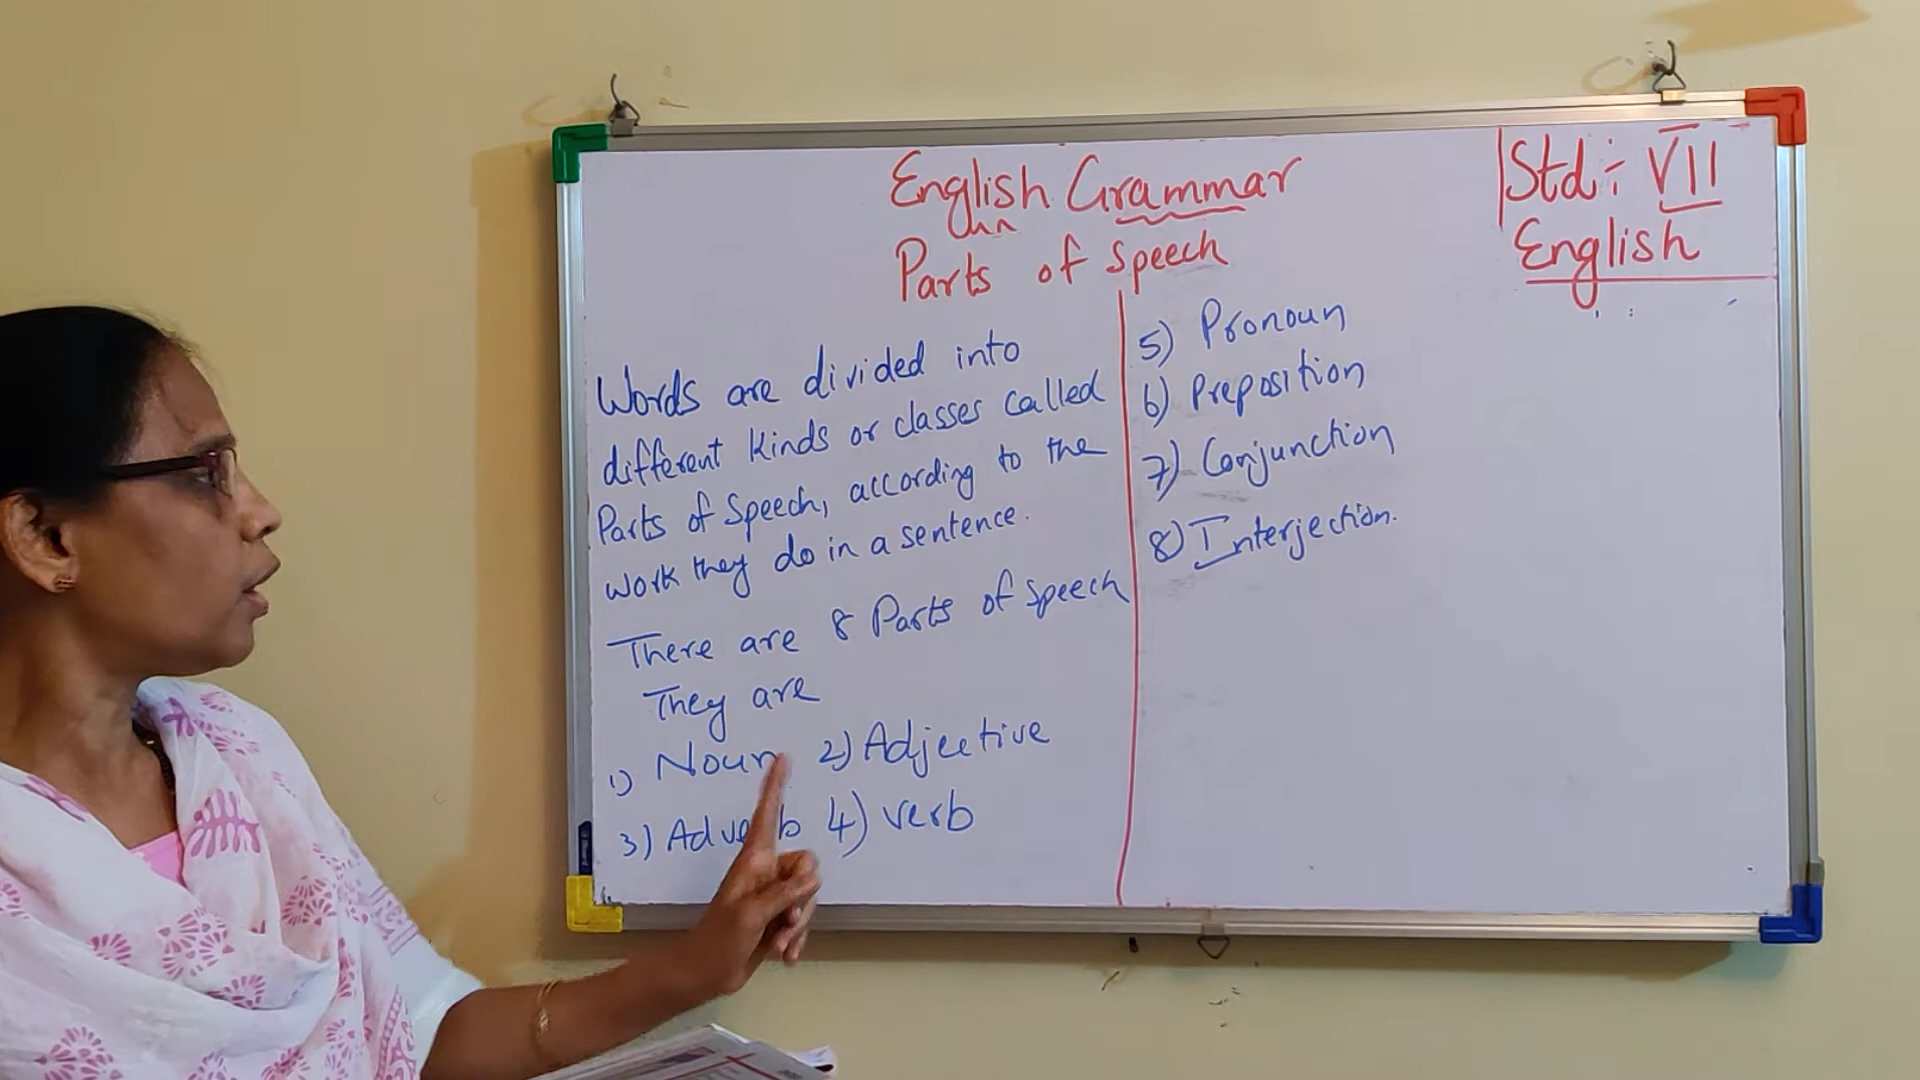 English Grammar
Parts of Speech
Std:- VII
English
Words are divided into
different kinds or classes called
Parts of Speech, according to the
work they do in a sentence.
There are 8 Parts of Speech
They are
1) Noun 2) Adjective
3) Adverb 4) verb
5) Pronoun
6) Preposition
7) Conjunction
8) Interjection.